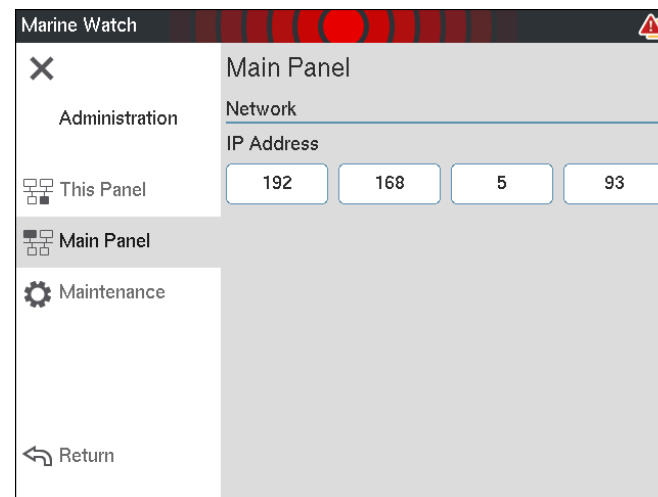 Marine Watch
Administration
This Panel
Main Panel
Maintenance
Return
Main Panel
Network
IP Address
192 168 5 93